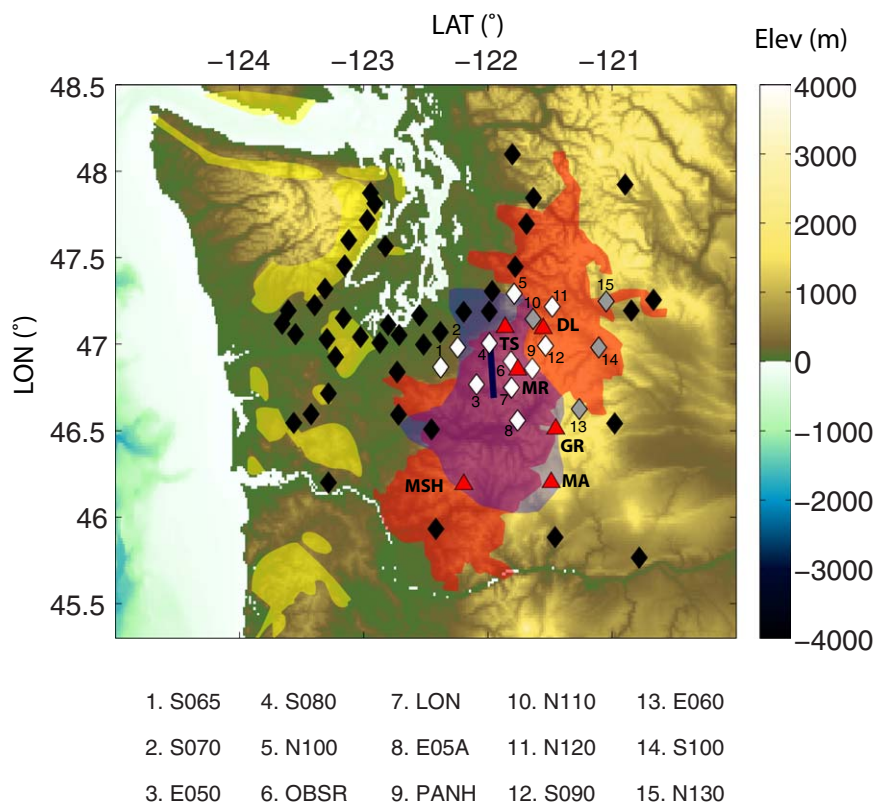 LAT (°)
Elev (m)
−124 −123 −122 −121
48.5
48
47.5
47
46.5
46
45.5
LON (°)
4000
3000
2000
1000
0
−1000
−2000
−3000
−4000
5
15
10
11
2
TS
DL
4
9
12
14
1
6
3
MR
7
8
13
GR
MSH
MA
1. S065 4. S080 7. LON 10. N110 13. E060
2. S070 5. N100 8. E05A 11. N120 14. S100
3. E050 6. OBSR 9. PANH 12. S090 15. N130